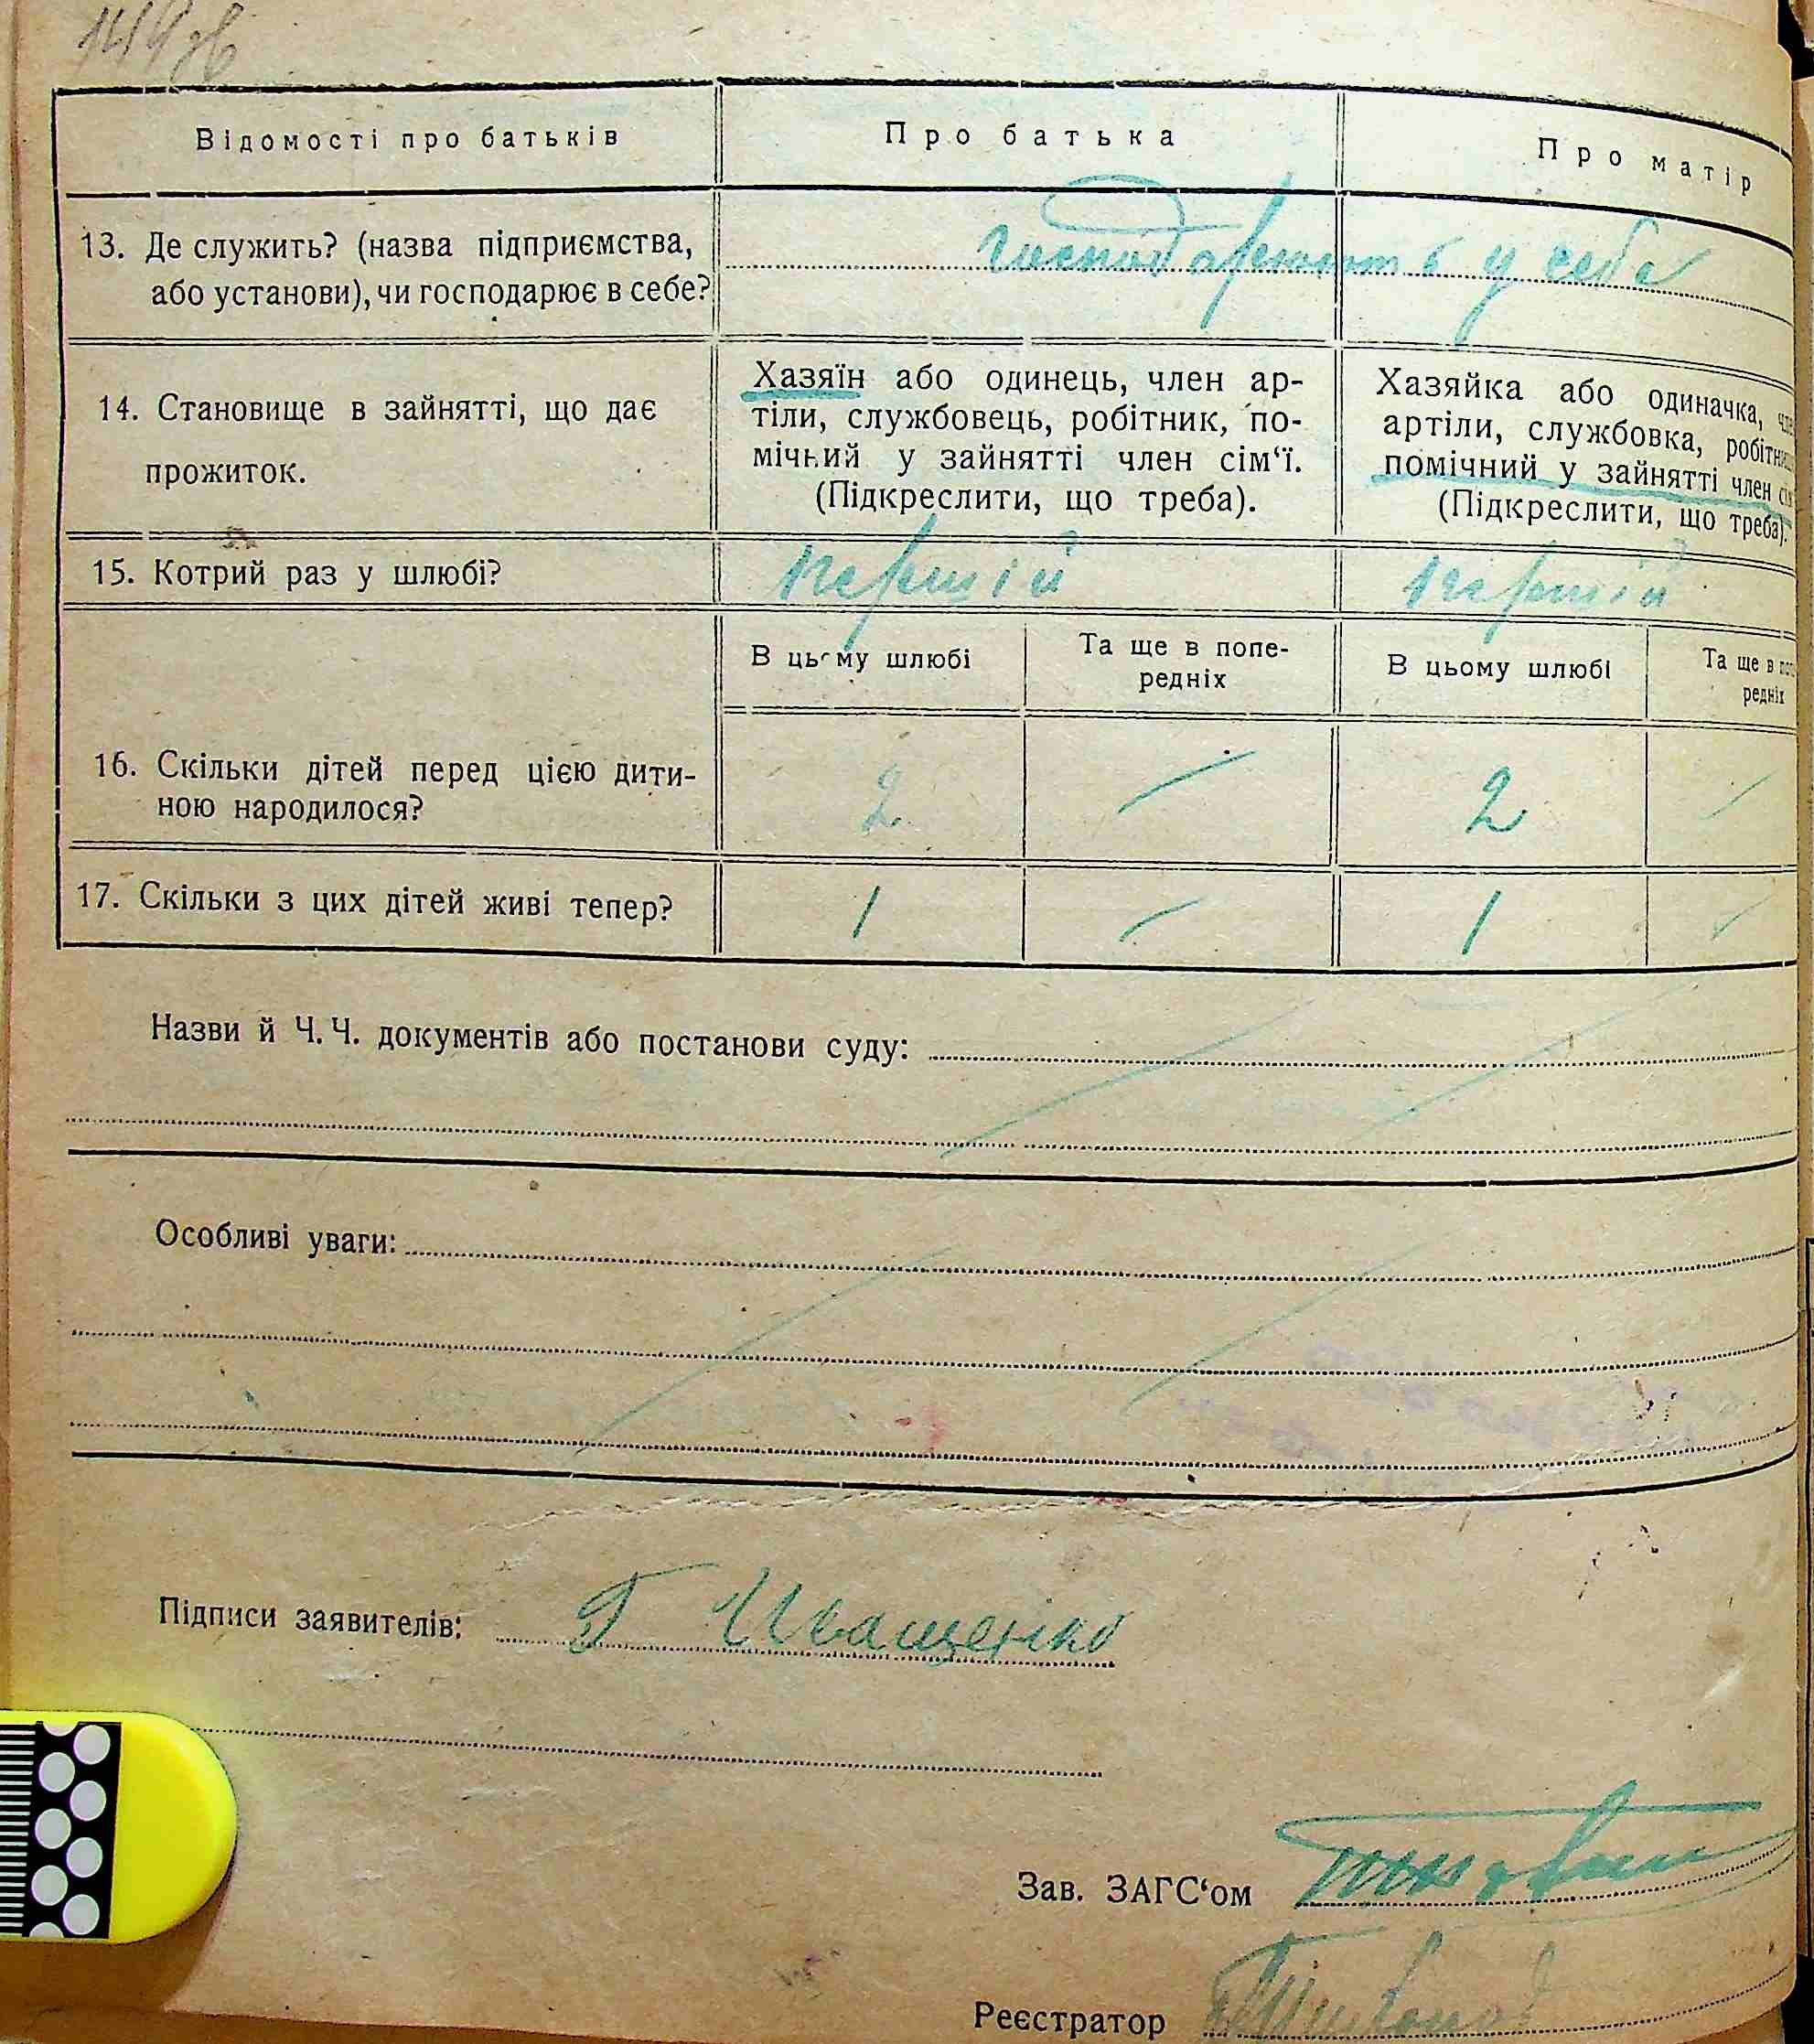 149 зв
Відомості про батьків
Про батька
Про матір
13. Де служить? (назва підприємства,
або установи), чи господарює в себе?
господарюють у себе
14. Становище в зайнятті, що дає
прожиток.
Хазяїн або одинець, член ар-
тіли, службовець, робітник, по-
мічний у зайнятті член сім‘ї.
(Підкреслити, що треба).
Хазяйка або одиначка,
артіли, службовка,
помічний у зайнятті член
(Підкреслити, що треба).
15. Котрий раз у шлюбі?
перший
перший
В цьому шлюбі
Та ще в попе-
редніх
В цьому шлюбі
Та ще в
редніх
16. Скільки дітей перед цією дити-
ною народилося?
2 — 2 —
17. Скільки з цих дітей живі тепер?
1 — 1 —
Назви й Ч. Ч. документів або постанови суду:
Особливі уваги:
Підписи заявителів: Г Иващенко
Зав. ЗАГС‘ом
Реєстратор